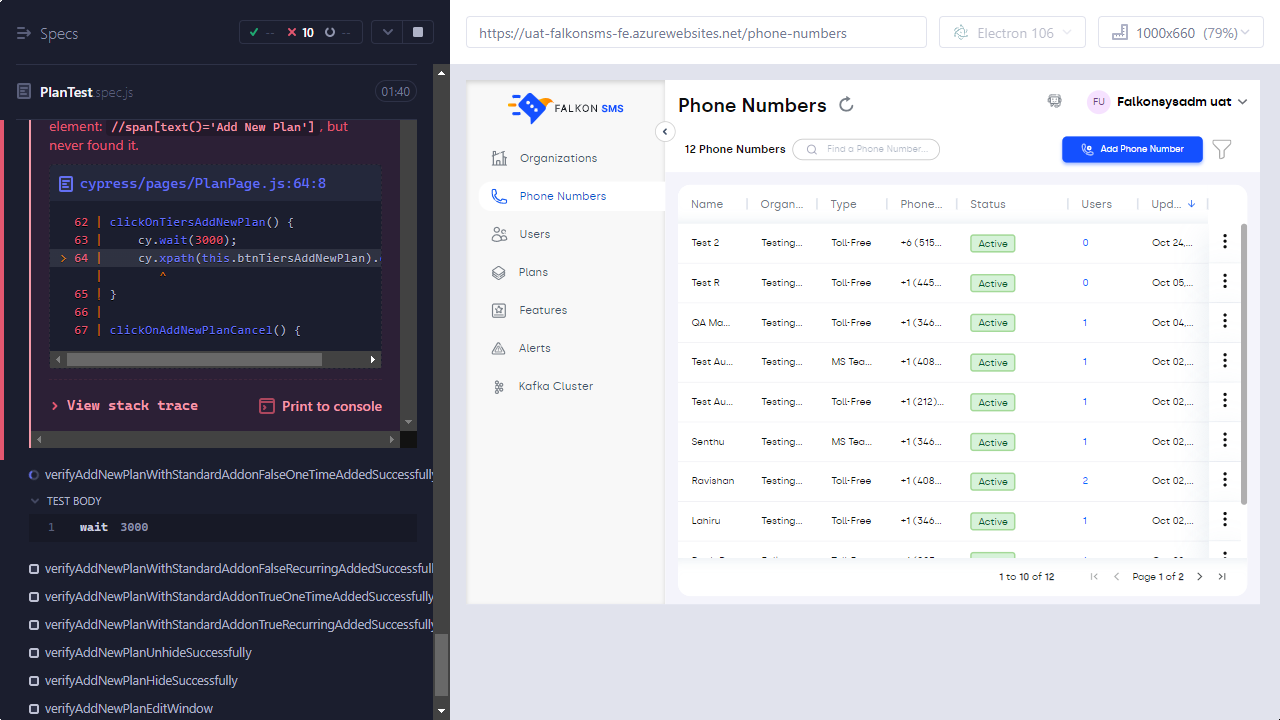 Specs
-- 10 --
PlanTest spec.js 01:40
element: //span[text()='Add New Plan'] , but
never found it.
cypress/pages/PlanPage.js:64:8
62 | clickOnTiersAddNewPlan() {
63 | cy.wait(3000);
> 64 | cy.xpath(this.btnTiersAddNewPlan).
| ^
65 | }
66 |
67 | clickOnAddNewPlanCancel() {
View stack trace Print to console
verifyAddNewPlanWithStandardAddonFalseOneTimeAddedSuccessfully
TEST BODY
1 wait 3000
verifyAddNewPlanWithStandardAddonFalseRecurringAddedSuccessfull
verifyAddNewPlanWithStandardAddonTrueOneTimeAddedSuccessfully
verifyAddNewPlanWithStandardAddonTrueRecurringAddedSuccessfully
verifyAddNewPlanUnhideSuccessfully
verifyAddNewPlanHideSuccessfully
verifyAddNewPlanEditWindow
https://uat-falkonsms-fe.azurewebsites.net/phone-numbers Electron 106 1000x660 (79%)
FALKON SMS
Organizations
Phone Numbers
Users
Plans
Features
Alerts
Kafka Cluster
Phone Numbers FU Falkonsysadm uat
12 Phone Numbers Find a Phone Number... Add Phone Number
Name Organ... Type Phone... Status Users Upd...
Test 2 Testing... Toll-Free +6 (515... Active 0 Oct 24,...
Test R Testing... Toll-Free +1 (445... Active 0 Oct 05,...
QA Ma... Testing... Toll-Free +1 (346... Active 1 Oct 04,...
Test Au... Testing... MS Tea... +1 (408... Active 1 Oct 02,...
Test Au... Testing... Toll-Free +1 (212)... Active 1 Oct 02,...
Senthu Testing... MS Tea... +1 (346... Active 1 Oct 02,...
Ravishan Testing... Toll-Free +1 (408... Active 2 Oct 02,...
Lahiru Testing... Toll-Free +1 (346... Active 1 Oct 02,...
1 to 10 of 12 Page 1 of 2